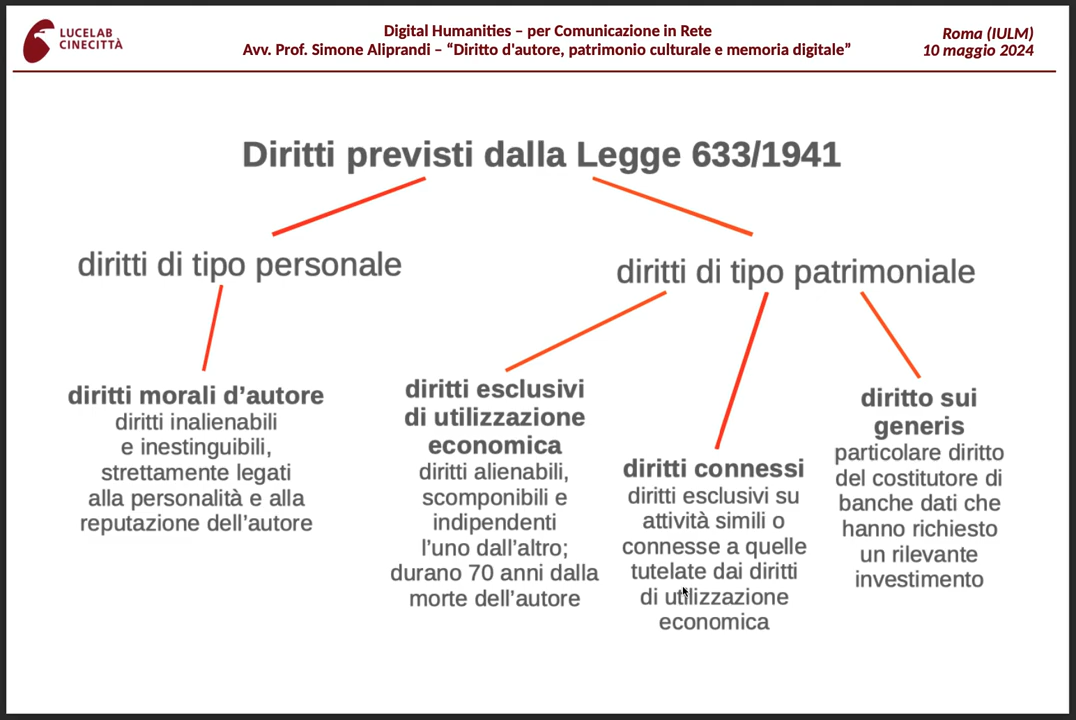 LUCELAB
CINECITTÀ
Digital Humanities – per Comunicazione in Rete
Avv. Prof. Simone Aliprandi – “Diritto d'autore, patrimonio culturale e memoria digitale”
Roma (IULM)
10 maggio 2024
Diritti previsti dalla Legge 633/1941
diritti di tipo personale
diritti di tipo patrimoniale
diritti morali d’autore
diritti inalienabili
e inestinguibili,
strettamente legati
alla personalità e alla
reputazione dell’autore
diritti esclusivi
di utilizzazione
economica
diritti alienabili,
scomponibili e
indipendenti
l’uno dall’altro;
durano 70 anni dalla
morte dell’autore
diritti connessi
diritti esclusivi su
attività simili o
connesse a quelle
tutelate dai diritti
di utilizzazione
economica
diritto sui
generis
particolare diritto
del costitutore di
banche dati che
hanno richiesto
un rilevante
investimento